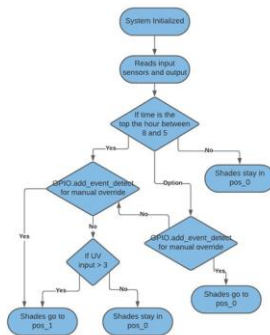 System Initialized
Reads input
sensors and output
If time is the
top the hour between
8 and 5
Yes
No
Option
Shades stay in
pos_0
GPIO.add_event_detect
for manual override
No
GPIO.add_event_detect
for manual override
Yes
No
If UV
input > 3
Yes
Shades go to
pos_0
Yes
No
Shades go to
pos_1
Shades stay in
pos_0